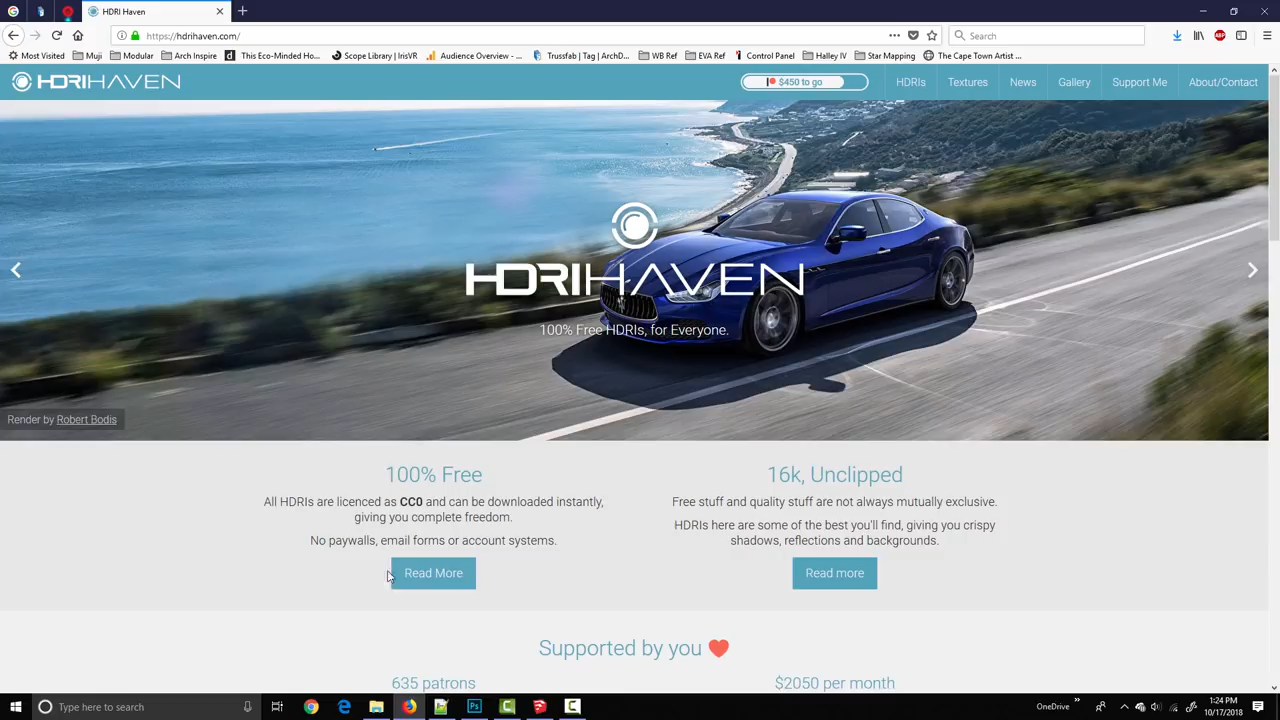 HDRI Haven
https://hdrihaven.com/
Search
Most Visited
Muji
Modular
Arch Inspire
This Eco-Minded Ho...
Scope Library | IrisVR
Audience Overview - ...
Trussfab | Tag | ArchD...
WB Ref
EVA Ref
Control Panel
Halley IV
Star Mapping
The Cape Town Artist ...
HDRIHAVEN
$450 to go
HDRIs
Textures
News
Gallery
Support Me
About/Contact
HDRIHAVEN
100% Free HDRIs, for Everyone.
Render by Robert Bodis
100% Free
All HDRIs are licenced as CC0 and can be downloaded instantly,
giving you complete freedom.
No paywalls, email forms or account systems.
Read More
16k, Unclipped
Free stuff and quality stuff are not always mutually exclusive.
HDRIs here are some of the best you'll find, giving you crispy
shadows, reflections and backgrounds.
Read more
Supported by you
635 patrons
$2050 per month
Type here to search
OneDrive
1:24 PM
10/17/2018